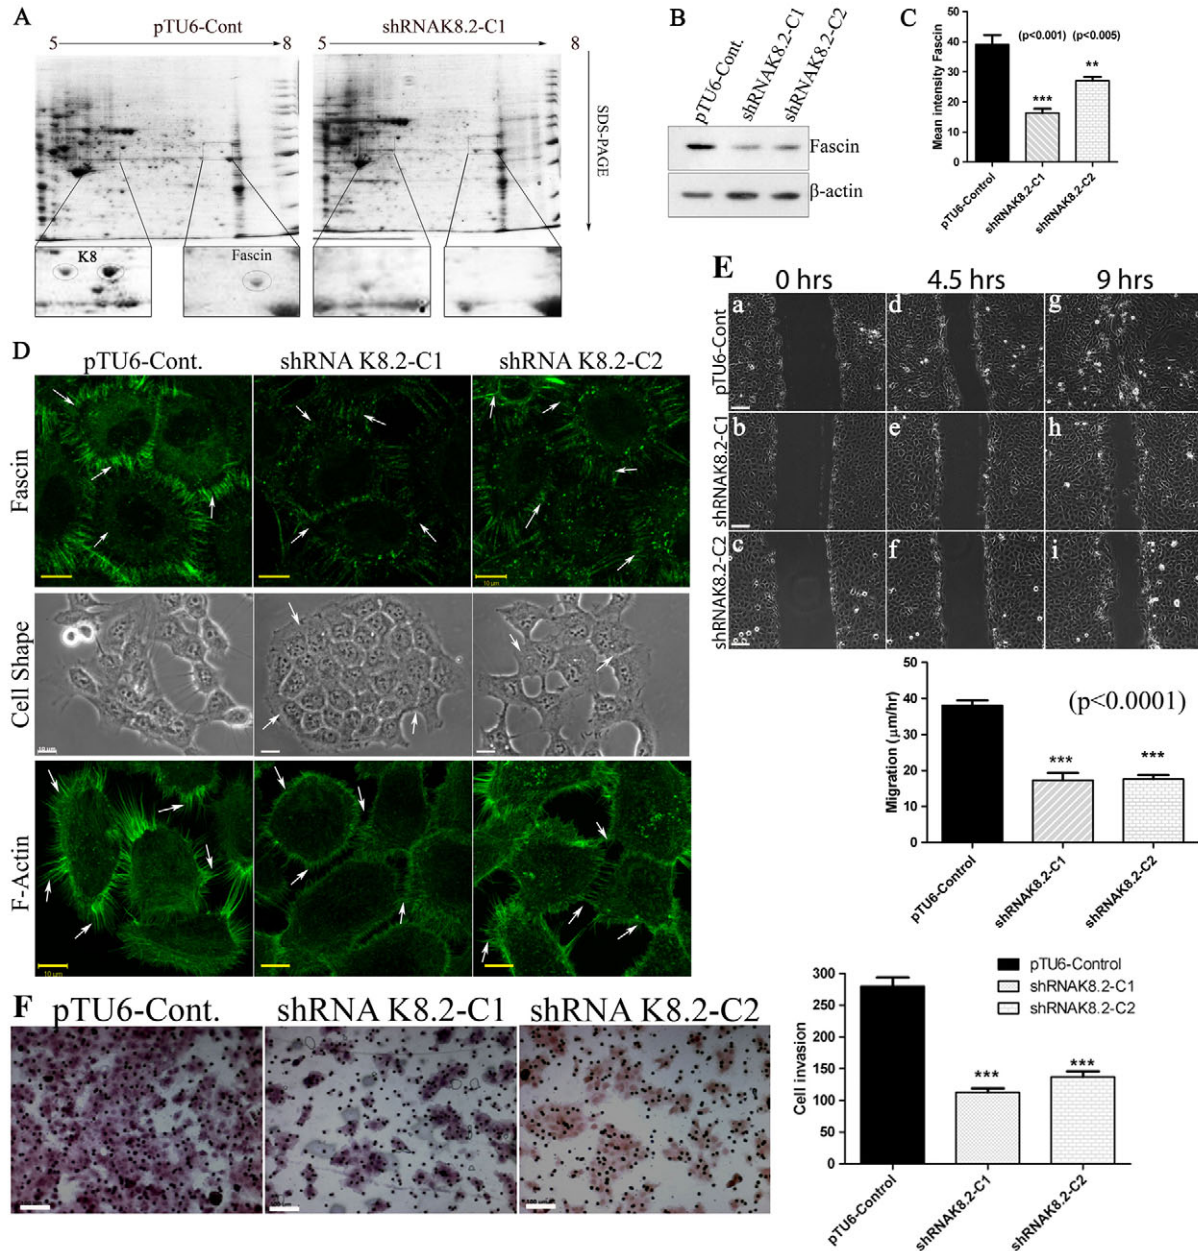 A
pTU6-Cont
shRNAK8.2-C1
5
8
5
8
SDS-PAGE
K8
Fascin
B
pTU6-Cont.
shRNAK8.2-C1
shRNAK8.2-C2
Fascin
β-actin
C
Mean intensity Fascin
50
40
30
20
10
0
(p<0.001)
(p<0.005)
***
**
pTU6-Control
shRNAK8.2-C1
shRNAK8.2-C2
D
pTU6-Cont.
shRNA K8.2-C1
shRNA K8.2-C2
Fascin
10 µm
Cell Shape
10 µm
F-Actin
10 µm
E
0 hrs
4.5 hrs
9 hrs
pTU6-Cont
a
d
g
shRNAK8.2-C1
b
e
h
shRNAK8.2-C2
c
f
i
Migration (µm/hr)
50
40
30
20
10
0
(p<0.0001)
***
***
pTU6-Control
shRNAK8.2-C1
shRNAK8.2-C2
F
pTU6-Cont.
shRNA K8.2-C1
shRNA K8.2-C2
Cell invasion
300
250
200
150
100
50
0
pTU6-Control
shRNAK8.2-C1
shRNAK8.2-C2
***
***
pTU6-Control
shRNAK8.2-C1
shRNAK8.2-C2